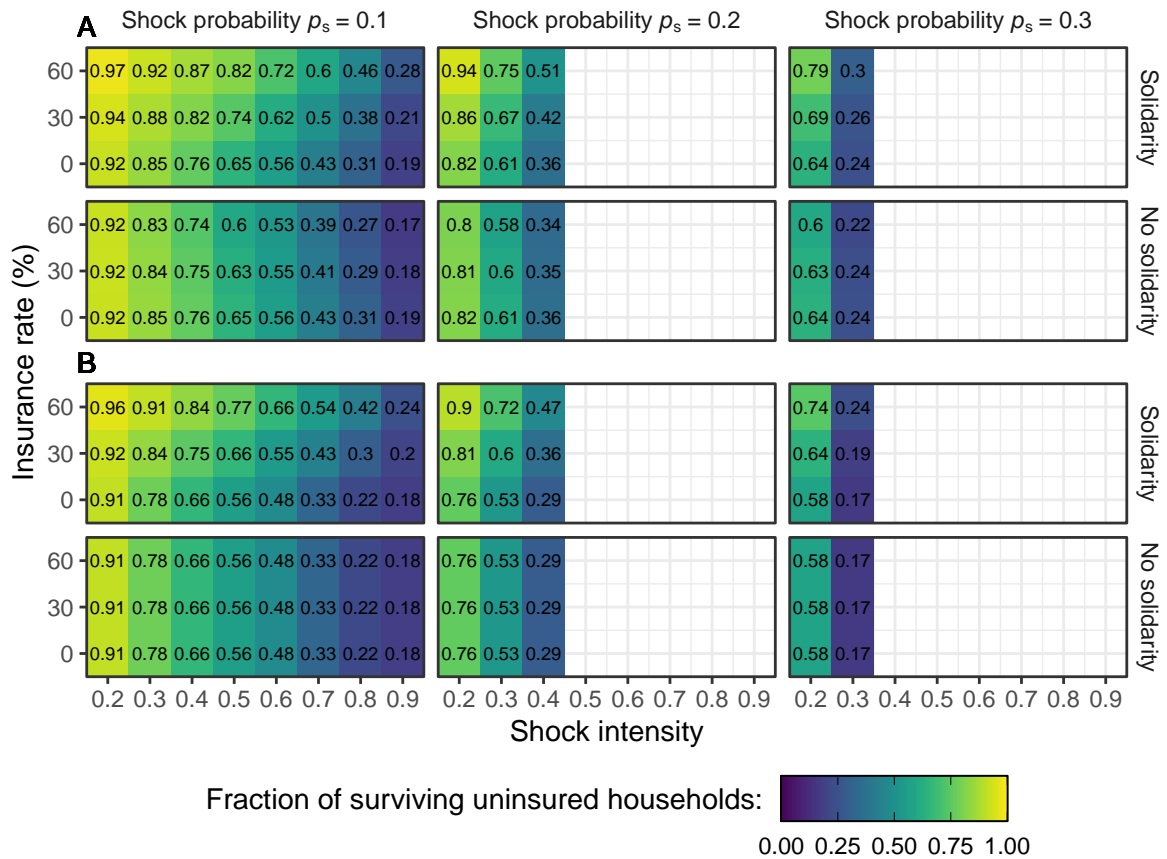 A
Shock probability pₛ = 0.1 Shock probability pₛ = 0.2 Shock probability pₛ = 0.3
60 0.97 0.92 0.87 0.82 0.72 0.6 0.46 0.28 0.94 0.75 0.51 0.79 0.3
30 0.94 0.88 0.82 0.74 0.62 0.5 0.38 0.21 0.86 0.67 0.42 0.69 0.26
0 0.92 0.85 0.76 0.65 0.56 0.43 0.31 0.19 0.82 0.61 0.36 0.64 0.24
Solidarity
60 0.92 0.83 0.74 0.6 0.53 0.39 0.27 0.17 0.8 0.58 0.34 0.6 0.22
30 0.92 0.84 0.75 0.63 0.55 0.41 0.29 0.18 0.81 0.6 0.35 0.63 0.24
0 0.92 0.85 0.76 0.65 0.56 0.43 0.31 0.19 0.82 0.61 0.36 0.64 0.24
No solidarity
Insurance rate (%)
B
60 0.96 0.91 0.84 0.77 0.66 0.54 0.42 0.24 0.9 0.72 0.47 0.74 0.24
30 0.92 0.84 0.75 0.66 0.55 0.43 0.3 0.2 0.81 0.6 0.36 0.64 0.19
0 0.91 0.78 0.66 0.56 0.48 0.33 0.22 0.18 0.76 0.53 0.29 0.58 0.17
Solidarity
60 0.91 0.78 0.66 0.56 0.48 0.33 0.22 0.18 0.76 0.53 0.29 0.58 0.17
30 0.91 0.78 0.66 0.56 0.48 0.33 0.22 0.18 0.76 0.53 0.29 0.58 0.17
0 0.91 0.78 0.66 0.56 0.48 0.33 0.22 0.18 0.76 0.53 0.29 0.58 0.17
No solidarity
0.2 0.3 0.4 0.5 0.6 0.7 0.8 0.9 0.2 0.3 0.4 0.5 0.6 0.7 0.8 0.9 0.2 0.3 0.4 0.5 0.6 0.7 0.8 0.9
Shock intensity
Fraction of surviving uninsured households:
0.00 0.25 0.50 0.75 1.00